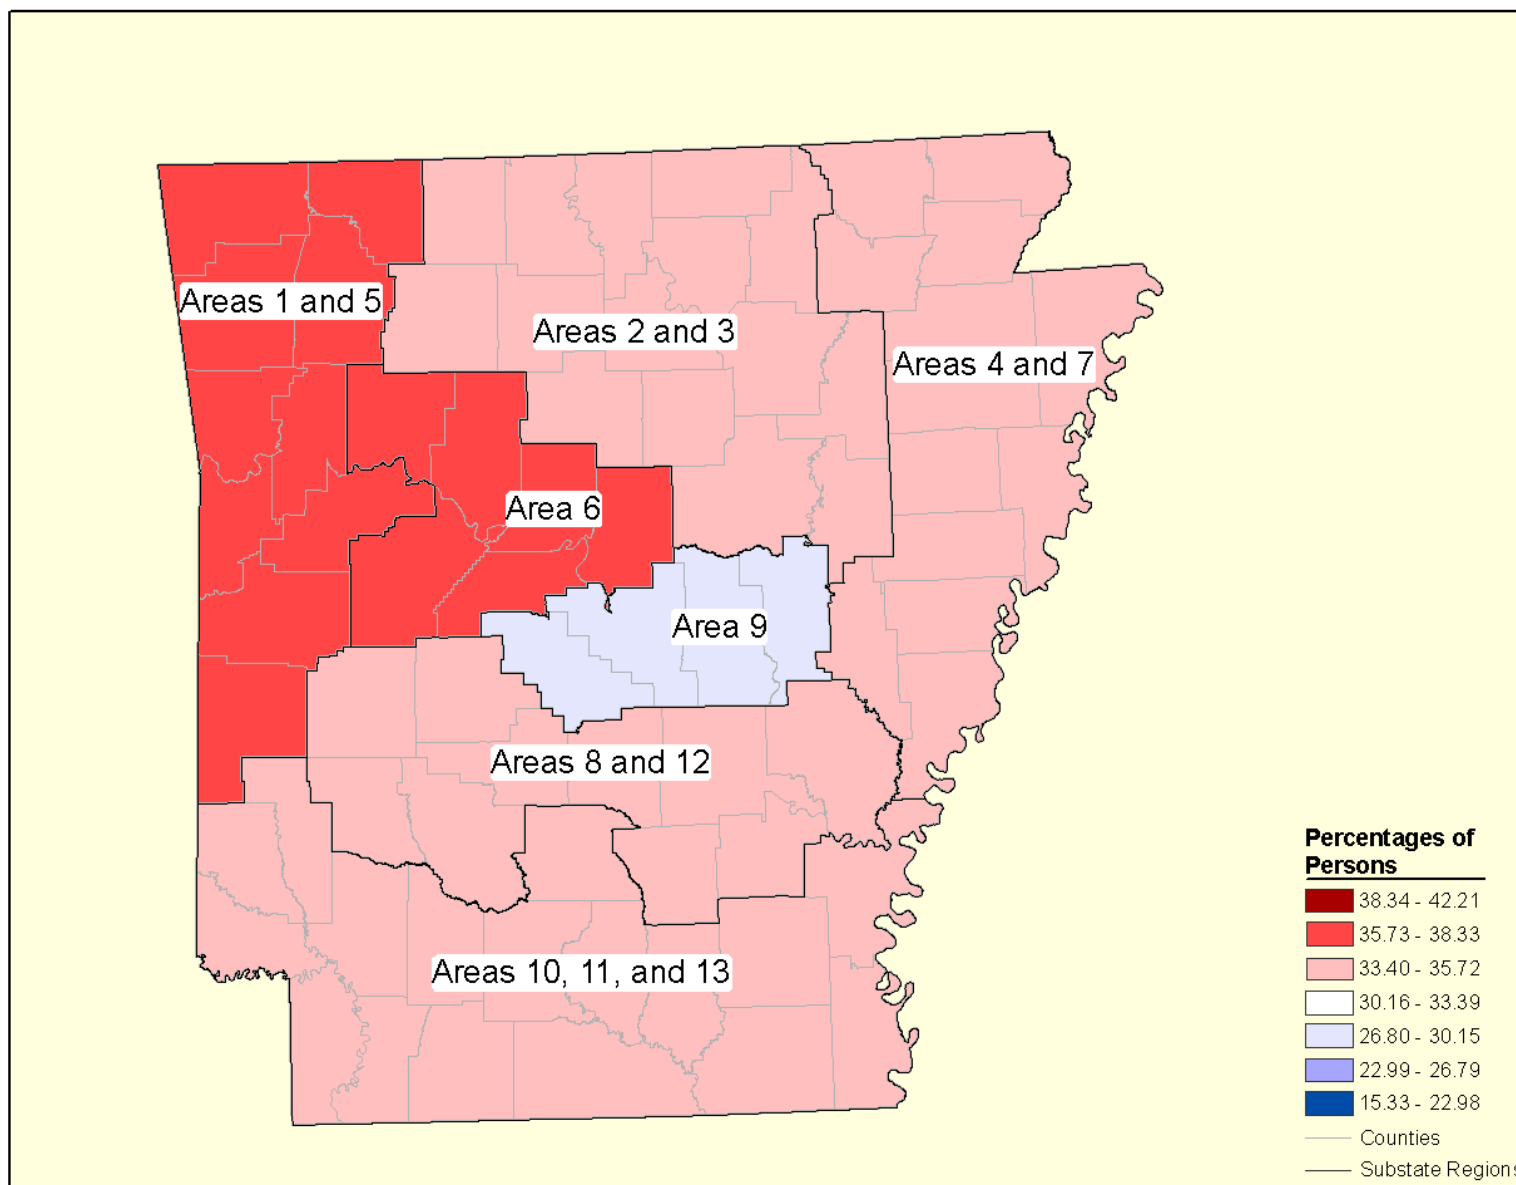 Areas 1 and 5
Areas 2 and 3
Areas 4 and 7
Area 6
Area 9
Areas 8 and 12
Areas 10, 11, and 13
Percentages of
Persons
38.34 - 42.21
35.73 - 38.33
33.40 - 35.72
30.16 - 33.39
26.80 - 30.15
22.99 - 26.79
15.33 - 22.98
Counties
Substate Regions